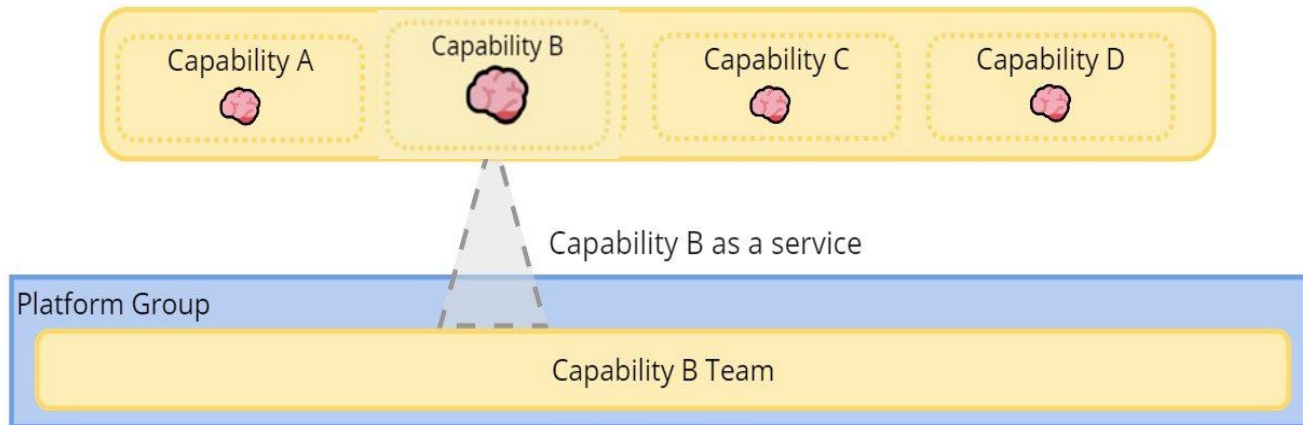 Capability A
Capability B
Capability C
Capability D
Capability B as a service
Platform Group
Capability B Team